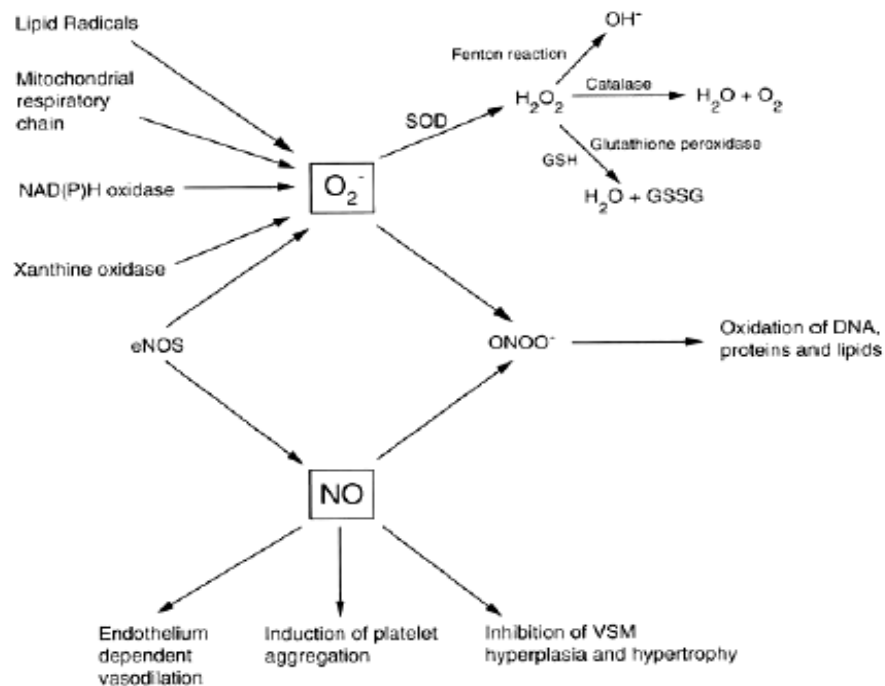 Lipid Radicals
OH⁻
Fenton reaction
Mitochondrial
respiratory
chain
H₂O₂
Catalase
H₂O + O₂
SOD
Glutathione peroxidase
GSH
NAD(P)H oxidase
O₂⁻
H₂O + GSSG
Xanthine oxidase
eNOS
ONOO⁻
Oxidation of DNA,
proteins and lipids
NO
Endothelium
dependent
vasodilation
Induction of platelet
aggregation
Inhibition of VSM
hyperplasia and hypertrophy